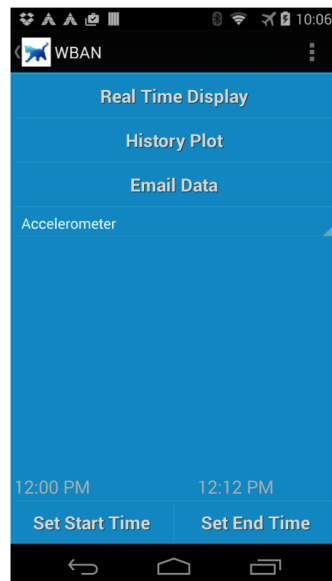 10:06
WBAN
Real Time Display
History Plot
Email Data
Accelerometer
12:00 PM 12:12 PM
Set Start Time Set End Time